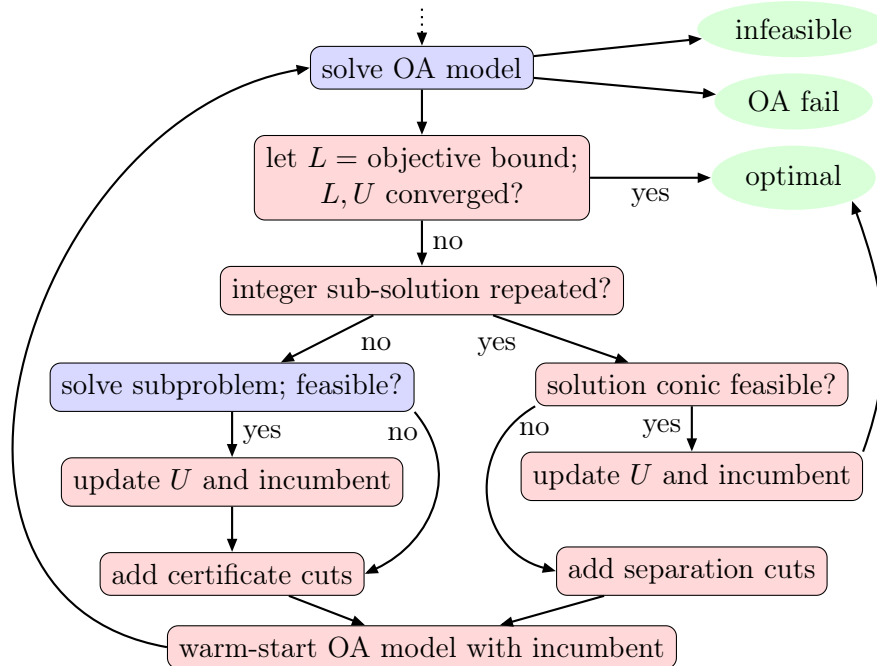 infeasible
solve OA model
OA fail
let L = objective bound;
L, U converged?
yes
optimal
no
integer sub-solution repeated?
no
yes
solve subproblem; feasible?
solution conic feasible?
yes
no
no
yes
update U and incumbent
update U and incumbent
add certificate cuts
add separation cuts
warm-start OA model with incumbent